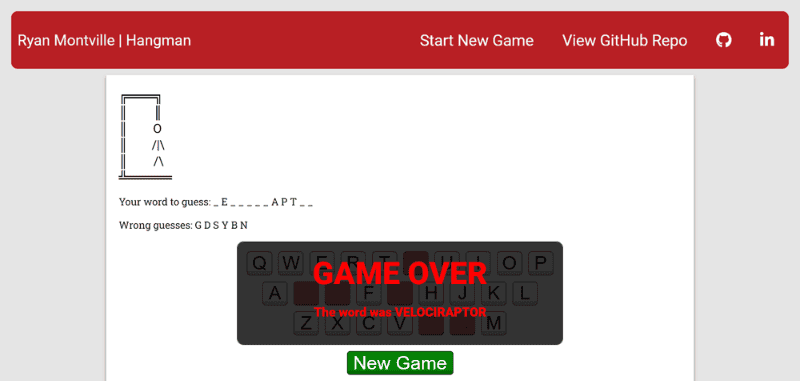 Ryan Montville | Hangman Start New Game View GitHub Repo in
O
/|\
/\
Your word to guess: _ E _ _ _ _ _ A P T _ _
Wrong guesses: G D S Y B N
Q W E R T U I O P
GAME OVER
A F H J K L
The word was VELOCIRAPTOR
Z X C V M
New Game